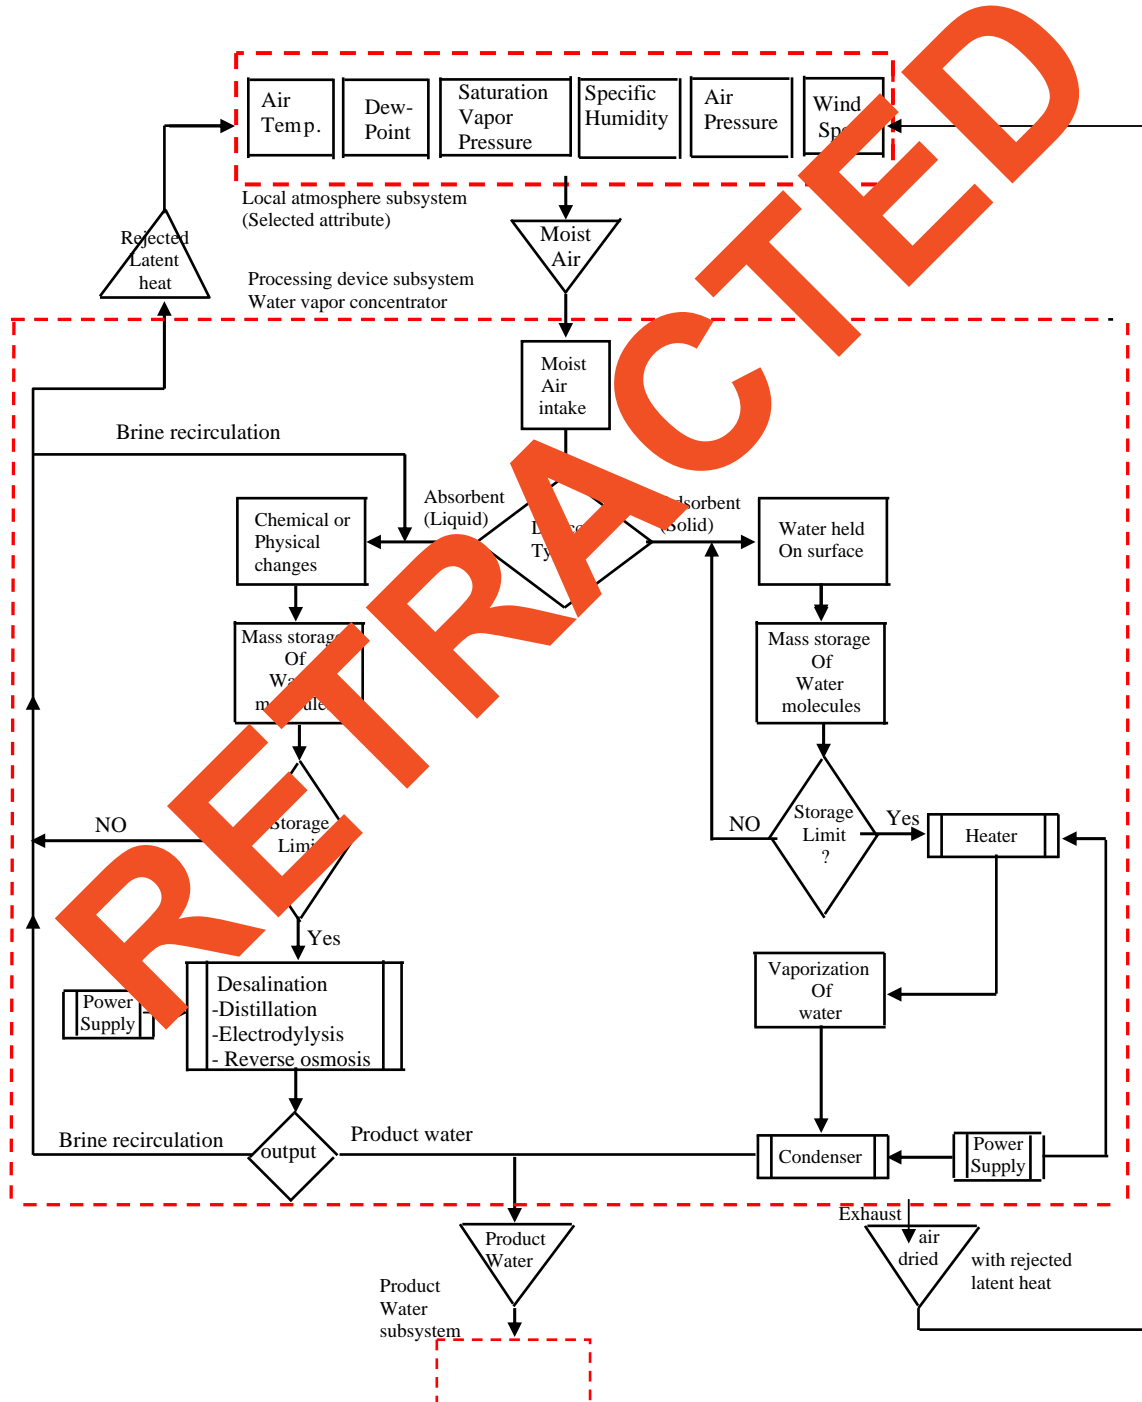 Air
Temp.
Dew-
Point
Saturation
Vapor
Pressure
Specific
Humidity
Air
Pressure
Wind
Local atmosphere subsystem
(Selected attribute)
Moist
Air
Rejected
Latent
heat
Processing device subsystem
Water vapor concentrator
Moist
Air
intake
Brine recirculation
Absorbent
(Liquid)
(Solid)
Chemical or
Physical
changes
Water held
On surface
Mass storage
Of
Mass storage
Of
Water
molecules
NO
Storage
Storage
Limit
?
NO
Yes
Heater
Yes
Desalination
-Distillation
-Electrodylysis
- Reverse osmosis
Power
Supply
Vaporization
Of
water
Brine recirculation
output
Product water
Condenser
Power
Supply
Exhaust
air
dried
with rejected
latent heat
Product
Water
Product
Water
subsystem
RETRACTED